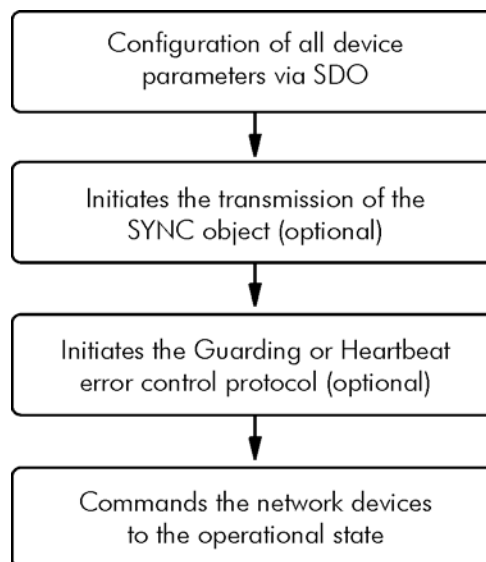 Configuration of all device
parameters via SDO
Initiates the transmission of the
SYNC object (optional)
Initiates the Guarding or Heartbeat
error control protocol (optional)
Commands the network devices
to the operational state